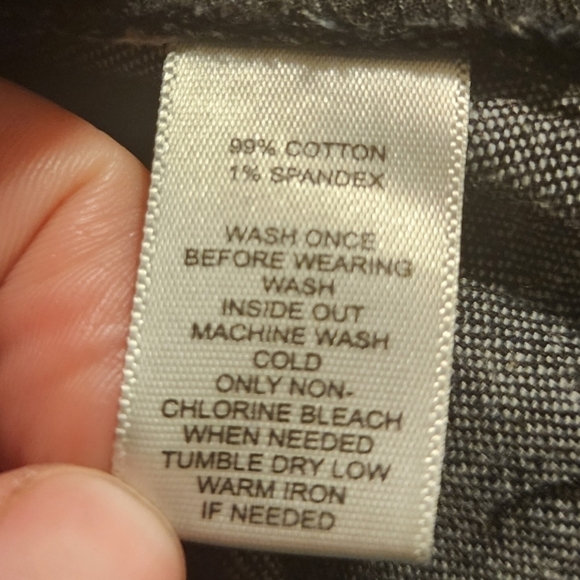 99% COTTON
1% SPANDEX
WASH ONCE
BEFORE WEARING
WASH
INSIDE OUT
MACHINE WASH
COLD
ONLY NON-
CHLORINE BLEACH
WHEN NEEDED
TUMBLE DRY LOW
WARM IRON
IF NEEDED